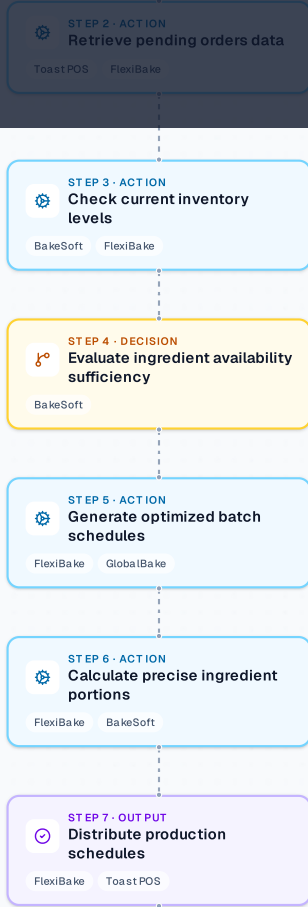 STEP 2 · ACTION
Retrieve pending orders data
Toast POS FlexiBake
STEP 3 · ACTION
Check current inventory
levels
BakeSoft FlexiBake
STEP 4 · DECISION
Evaluate ingredient availability
sufficiency
BakeSoft
STEP 5 · ACTION
Generate optimized batch
schedules
FlexiBake GlobalBake
STEP 6 · ACTION
Calculate precise ingredient
portions
FlexiBake BakeSoft
STEP 7 · OUTPUT
Distribute production
schedules
FlexiBake Toast POS